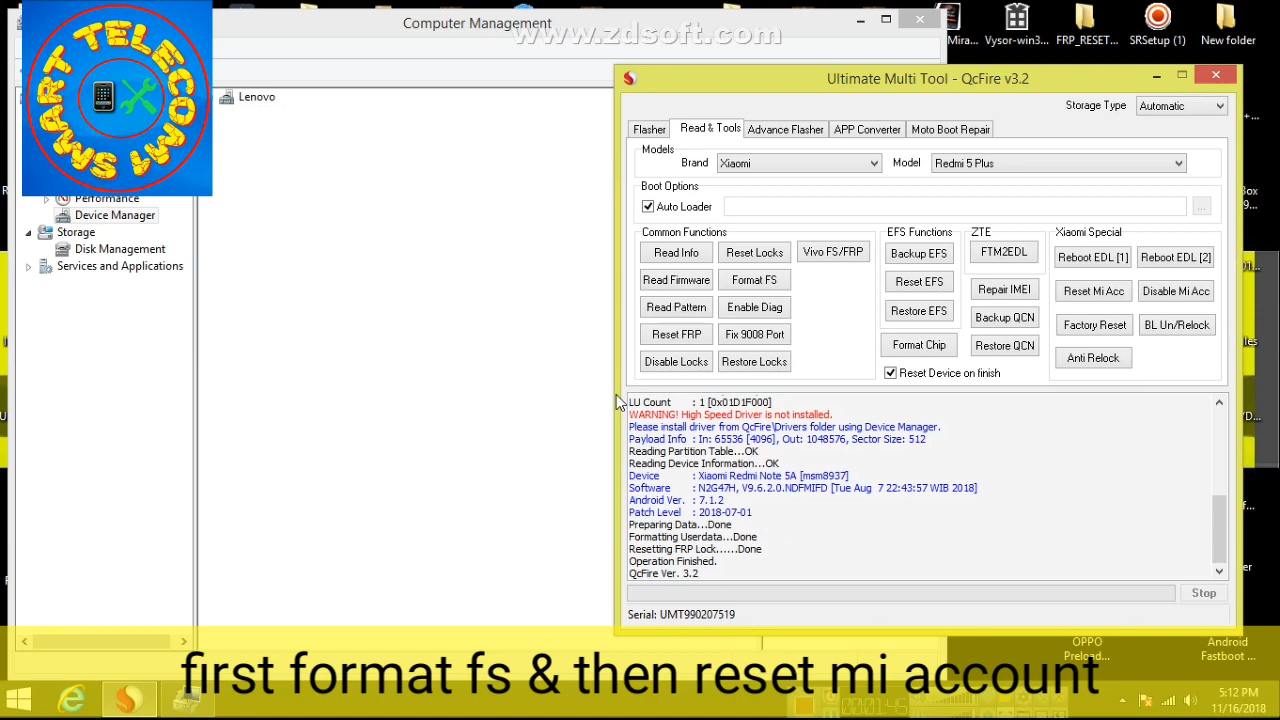 Computer Management
www.zdsoft.com
SMART TELECOM 1
Lenovo
Performance
Device Manager
Storage
Disk Management
Services and Applications
Vysor-win3...
FRP_RESET...
SRSetup (1)
New folder
Ultimate Multi Tool - QcFire v3.2
Storage Type Automatic
Flasher Read & Tools Advance Flasher APP Converter Moto Boot Repair
Models
Brand Xiaomi Model Redmi 5 Plus
Boot Options
Auto Loader ...
Common Functions EFS Functions ZTE Xiaomi Special
Read Info Reset Locks Vivo FS/FRP Backup EFS FTM2EDL Reboot EDL [1] Reboot EDL [2]
Read Firmware Format FS Reset EFS Repair IMEI Reset Mi Acc Disable Mi Acc
Read Pattern Enable Diag Restore EFS Backup QCN Factory Reset BL Un/Relock
Reset FRP Fix 9008 Port Format Chip Restore QCN Anti Relock
Disable Locks Restore Locks Reset Device on finish
LU Count : 1 [0x01D1F000]
WARNING! High Speed Driver is not installed.
Please install driver from QcFire\Drivers folder using Device Manager.
Payload Info : In: 65536 [4096], Out: 1048576, Sector Size: 512
Reading Partition Table...OK
Reading Device Information...OK
Device : Xiaomi Redmi Note 5A [msm8937]
Software : N2G47H, V9.6.2.0.NDFMIFD [Tue Aug 7 22:43:57 WIB 2018]
Android Ver. : 7.1.2
Patch Level : 2018-07-01
Preparing Data...Done
Formatting Userdata...Done
Resetting FRP Lock......Done
Operation Finished.
QcFire Ver. 3.2
Stop
Serial: UMT990207519
OPPO
Preload...
Android
Fastboot ...
first format fs & then reset mi account
00:01:45
5:12 PM
11/16/2018